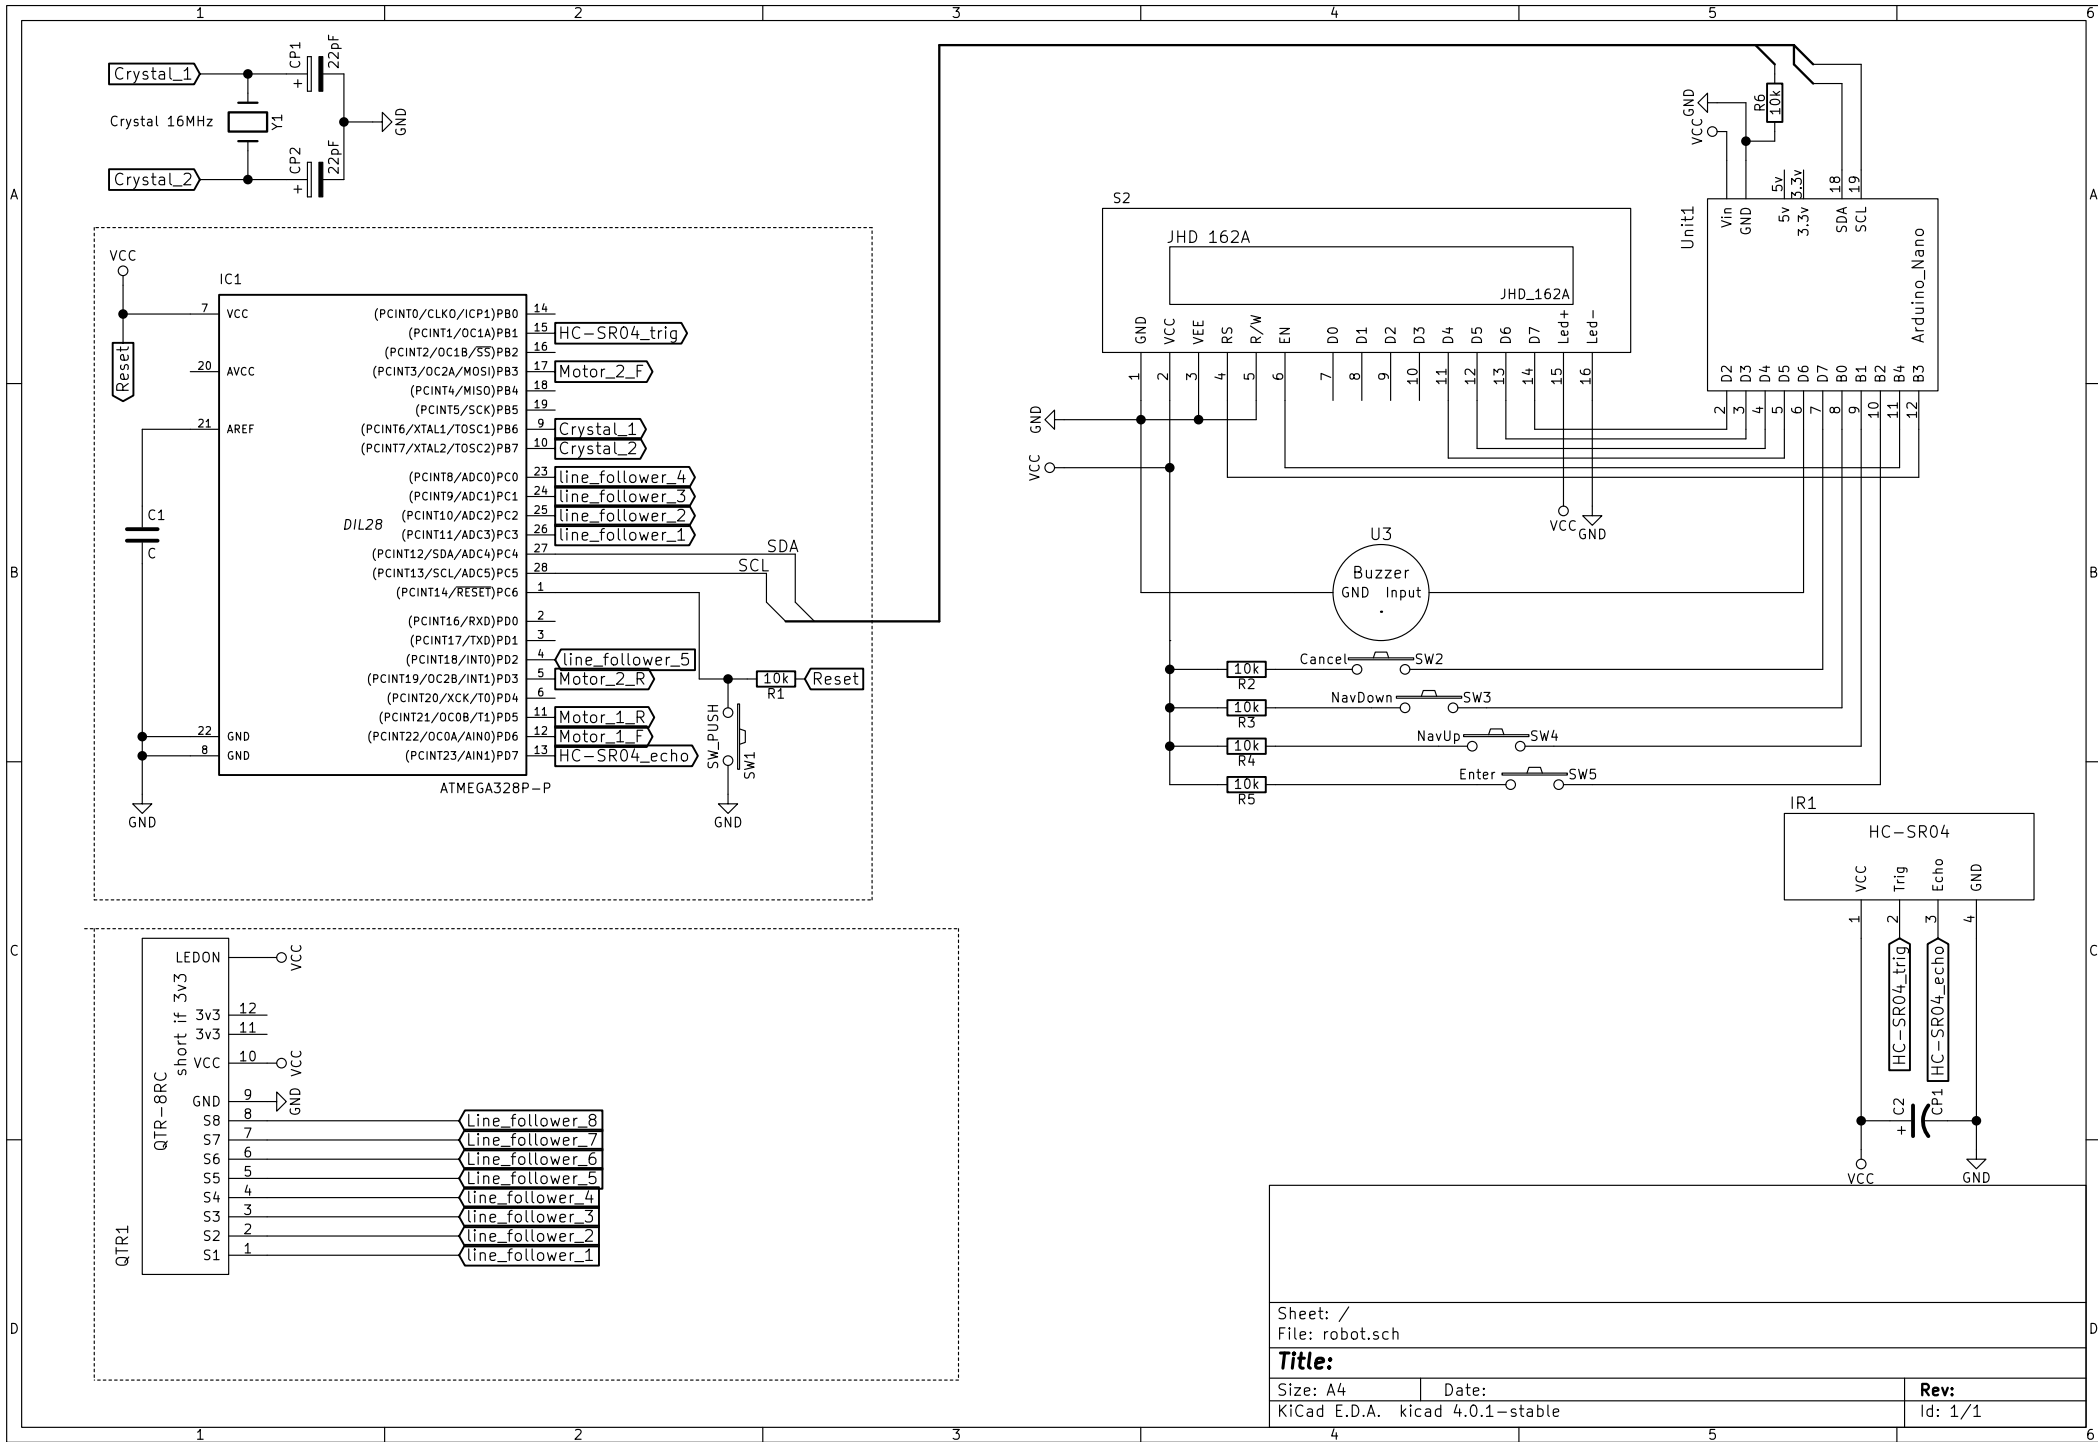 1 2 3 4 5 6
A
B
C
D
A
B
C
D
1 2 3 4 5 6
Crystal_1
CP1
22pF
Crystal 16MHz
Y1
GND
Crystal_2
CP2
22pF
+
+
VCC
Reset
IC1
7 VCC
20 AVCC
21 AREF
22 GND
8 GND
C1
C
GND
DIL28
ATMEGA328P-P
(PCINT0/CLKO/ICP1)PB0 14
(PCINT1/OC1A)PB1 15 HC-SR04_trig
(PCINT2/OC1B/SS)PB2 16
(PCINT3/OC2A/MOSI)PB3 17 Motor_2_F
(PCINT4/MISO)PB4 18
(PCINT5/SCK)PB5 19
(PCINT6/XTAL1/TOSC1)PB6 9 Crystal_1
(PCINT7/XTAL2/TOSC2)PB7 10 Crystal_2
(PCINT8/ADC0)PC0 23 line_follower_4
(PCINT9/ADC1)PC1 24 line_follower_3
(PCINT10/ADC2)PC2 25 line_follower_2
(PCINT11/ADC3)PC3 26 line_follower_1
(PCINT12/SDA/ADC4)PC4 27 SDA
(PCINT13/SCL/ADC5)PC5 28 SCL
(PCINT14/RESET)PC6 1
(PCINT16/RXD)PD0 2
(PCINT17/TXD)PD1 3
(PCINT18/INT0)PD2 4 line_follower_5
(PCINT19/OC2B/INT1)PD3 5 Motor_2_R
(PCINT20/XCK/T0)PD4 6
(PCINT21/OC0B/T1)PD5 11 Motor_1_R
(PCINT22/OC0A/AIN0)PD6 12 Motor_1_F
(PCINT23/AIN1)PD7 13 HC-SR04_echo
10k
R1
Reset
SW_PUSH
SW1
GND
S2
JHD 162A
JHD_162A
GND VCC VEE RS R/W EN D0 D1 D2 D3 D4 D5 D6 D7 Led+ Led-
1 2 3 4 5 6 7 8 9 10 11 12 13 14 15 16
GND
VCC
VCC
GND
U3
Buzzer
GND Input
Cancel SW2
10k
R2
NavDown SW3
10k
R3
NavUp SW4
10k
R4
Enter SW5
10k
R5
R6
10k
GND
VCC
5v 3.3v 18 19
Vin GND 5v 3.3v SDA SCL
Unit1
Arduino_Nano
D2 D3 D4 D5 D6 D7 B0 B1 B2 B4 B3
2 3 4 5 6 7 8 9 10 11 12
IR1
HC-SR04
VCC Trig Echo GND
1 2 3 4
HC-SR04_trig
HC-SR04_echo
C2
CP1
+
VCC
GND
LEDON VCC
short if 3v3
3v3 12
3v3 11
VCC 10 VCC
GND 9 GND
QTR-8RC
QTR1
S8 8 Line_follower_8
S7 7 Line_follower_7
S6 6 Line_follower_6
S5 5 Line_follower_5
S4 4 line_follower_4
S3 3 line_follower_3
S2 2 line_follower_2
S1 1 line_follower_1
Sheet: /
File: robot.sch
Title:
Size: A4 Date: Rev:
KiCad E.D.A. kicad 4.0.1-stable Id: 1/1